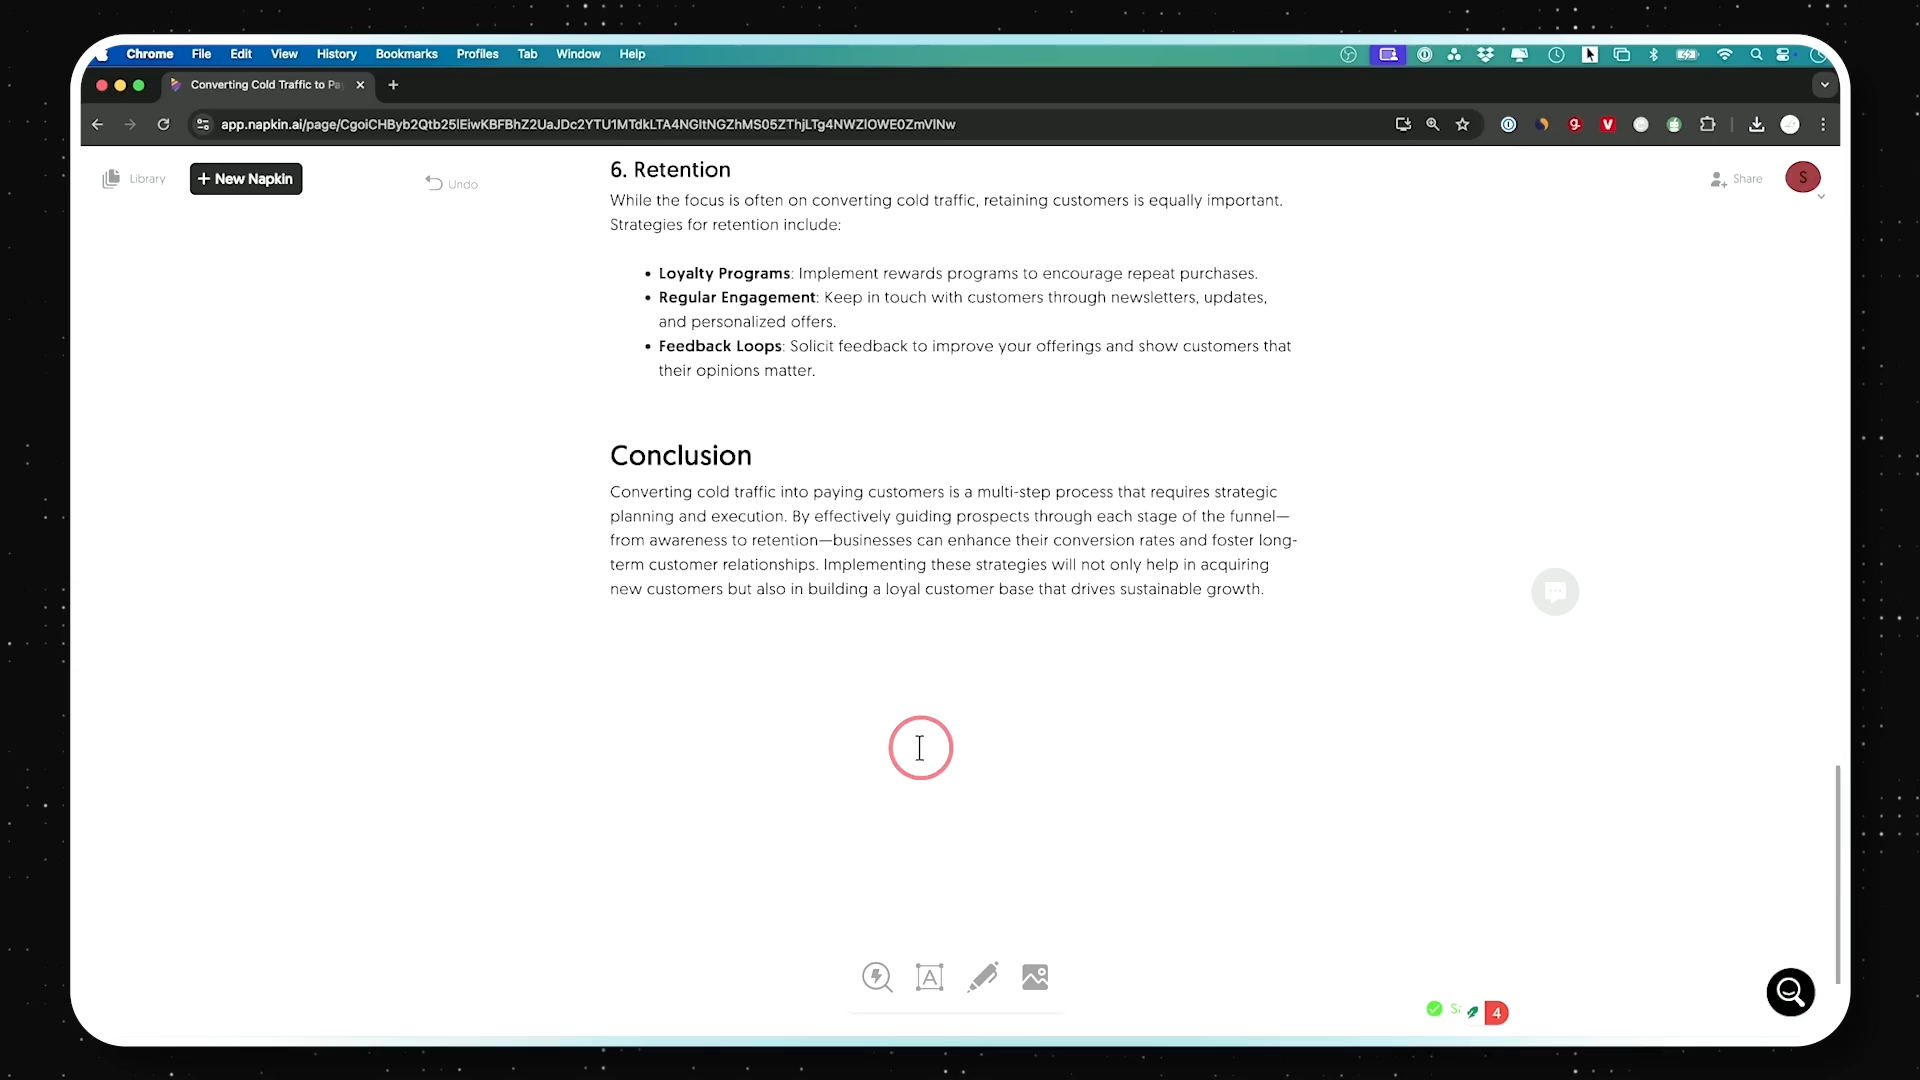 Chrome File Edit View History Bookmarks Profiles Tab Window Help
Converting Cold Traffic to Pa
app.napkin.ai/page/CgoiCHByb2Qtb25lEiwKBFBhZ2UaJDc2YTU1MTdkLTA4NGItNGZhMS05ZThjLTg4NWZlOWE0ZmVlNw
Library
+ New Napkin
Undo
Share
S
6. Retention
While the focus is often on converting cold traffic, retaining customers is equally important.
Strategies for retention include:
• Loyalty Programs: Implement rewards programs to encourage repeat purchases.
• Regular Engagement: Keep in touch with customers through newsletters, updates,
and personalized offers.
• Feedback Loops: Solicit feedback to improve your offerings and show customers that
their opinions matter.
Conclusion
Converting cold traffic into paying customers is a multi-step process that requires strategic
planning and execution. By effectively guiding prospects through each stage of the funnel—
from awareness to retention—businesses can enhance their conversion rates and foster long-
term customer relationships. Implementing these strategies will not only help in acquiring
new customers but also in building a loyal customer base that drives sustainable growth.
A
4